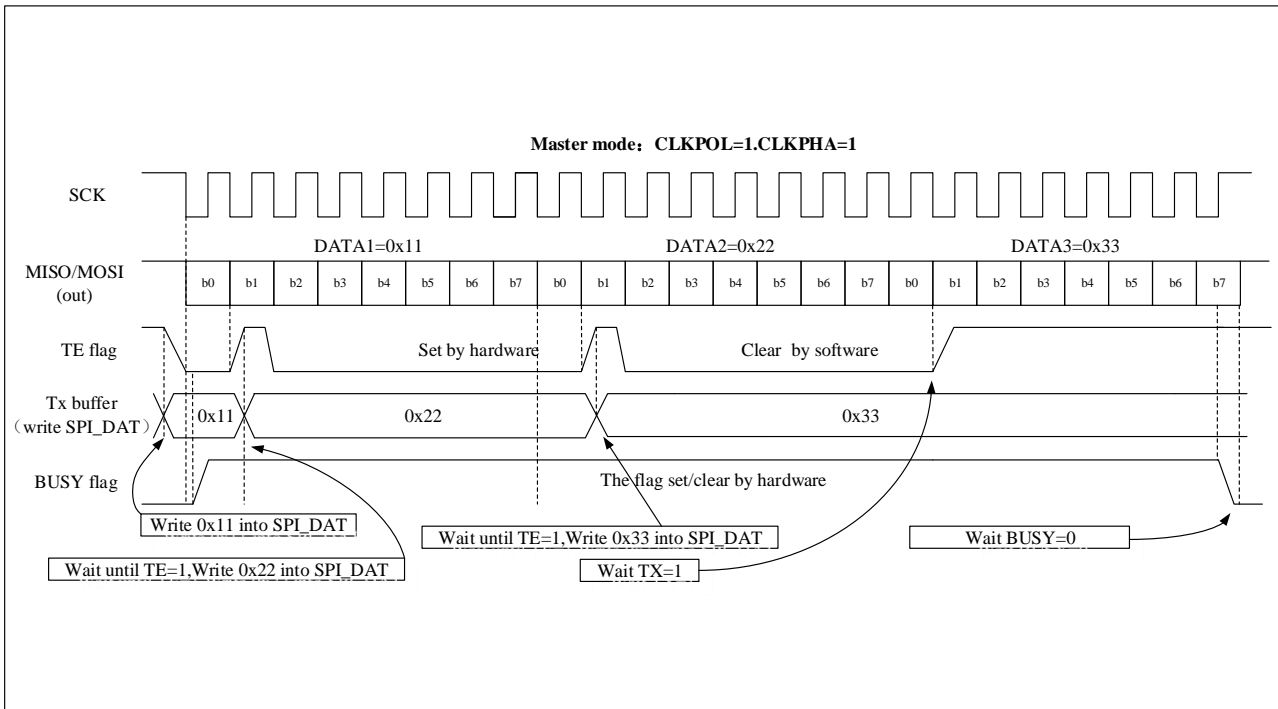 Master mode：CLKPOL=1.CLKPHA=1
SCK
DATA1=0x11 DATA2=0x22 DATA3=0x33
MISO/MOSI
(out)
b0 b1 b2 b3 b4 b5 b6 b7 b0 b1 b2 b3 b4 b5 b6 b0 b1 b2 b3 b4 b5 b6 b7
TE flag
Set by hardware
Clear by software
Tx buffer
（write SPI_DAT）
0x11 0x22 0x33
BUSY flag
The flag set/clear by hardware
Write 0x11 into SPI_DAT
Wait until TE=1,Write 0x33 into SPI_DAT
Wait BUSY=0
Wait until TE=1,Write 0x22 into SPI_DAT
Wait TX=1